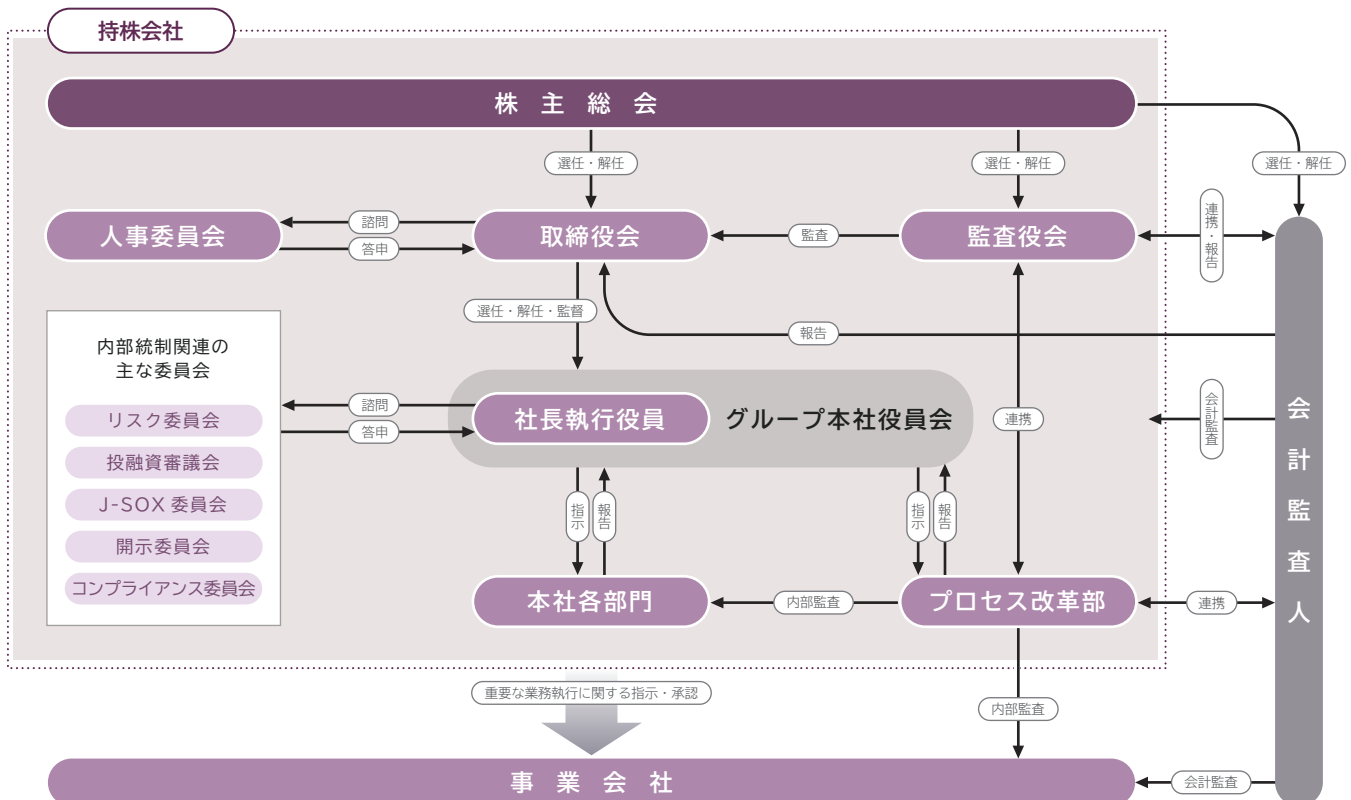 持株会社
株主総会
選任・解任
選任・解任
選任・解任
人事委員会
諮問
答申
取締役会
監査
監査役会
連携・報告
選任・解任・監督
報告
内部統制関連の
主な委員会
リスク委員会
投融資審議会
J-SOX 委員会
開示委員会
コンプライアンス委員会
諮問
答申
社長執行役員
グループ本社役員会
連携
会計監査
会計監査人
指示
報告
指示
報告
本社各部門
内部監査
プロセス改革部
連携
重要な業務執行に関する指示・承認
内部監査
事業会社
会計監査